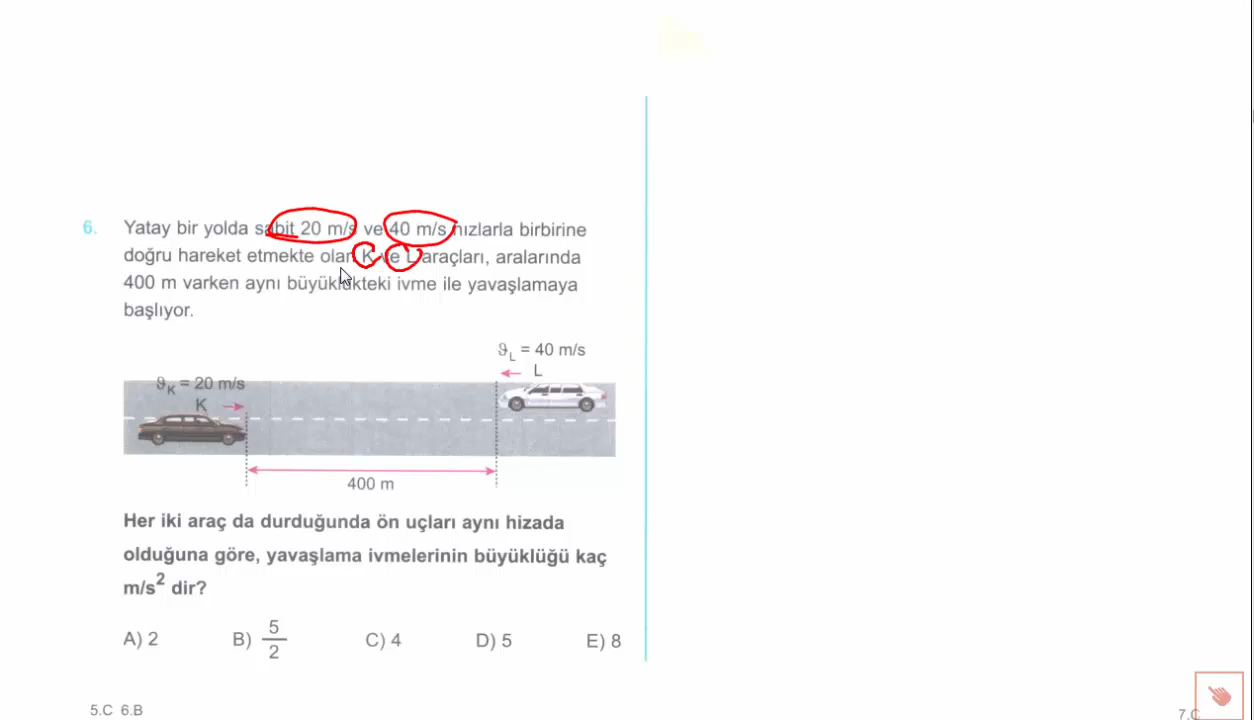 6. Yatay bir yolda sabit 20 m/s ve 40 m/s hızlarla birbirine
doğru hareket etmekte olan K ve L araçları, aralarında
400 m varken aynı büyüklükteki ivme ile yavaşlamaya
başlıyor.
ϑL = 40 m/s
L
ϑK = 20 m/s
K
400 m
Her iki araç da durduğunda ön uçları aynı hizada
olduğuna göre, yavaşlama ivmelerinin büyüklüğü kaç
m/s² dir?
A) 2 B) 5/2 C) 4 D) 5 E) 8
5.C 6.B
7.C